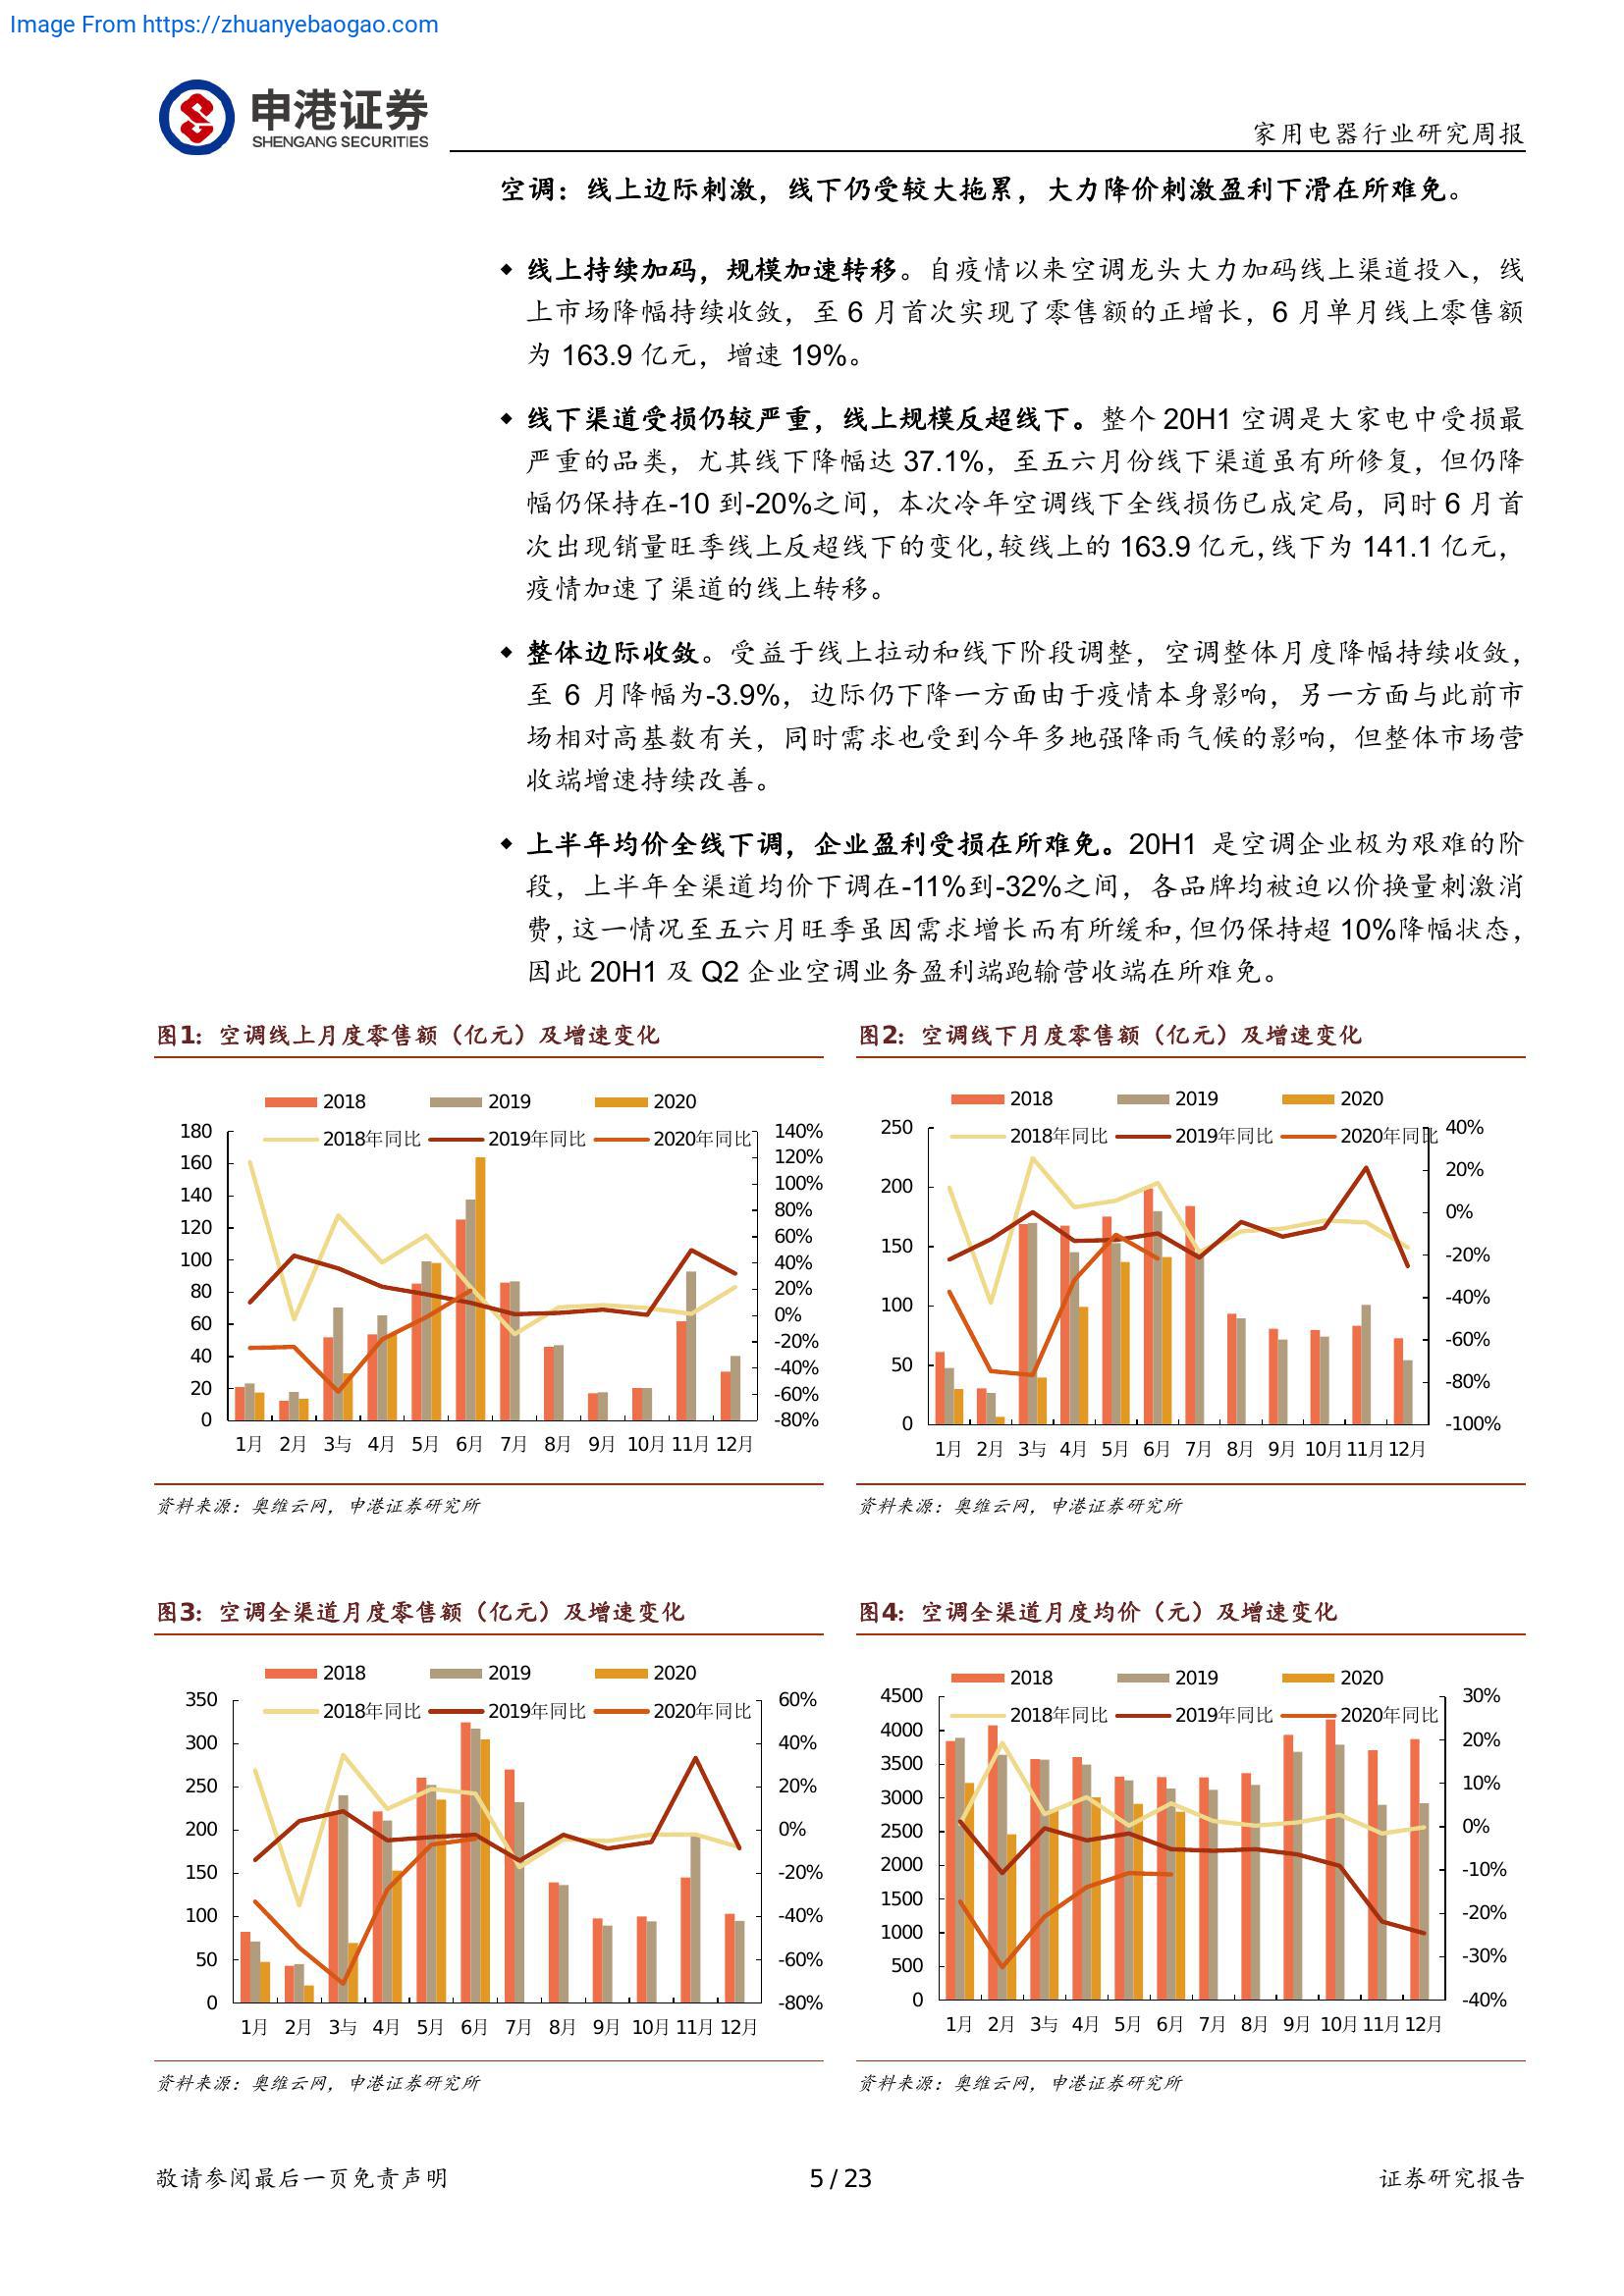 Image From https://zhuanyebaogao.com
申港证券
SHENGANG SECURITIES
家用电器行业研究周报
空调：线上边际刺激，线下仍受较大拖累，大力降价刺激盈利下滑在所难免。
◆ 线上持续加码，规模加速转移。自疫情以来空调龙头大力加码线上渠道投入，线
上市场降幅持续收敛，至 6 月首次实现了零售额的正增长，6 月单月线上零售额
为 163.9 亿元，增速 19%。
◆ 线下渠道受损仍较严重，线上规模反超线下。整个 20H1 空调是大家电中受损最
严重的品类，尤其线下降幅达 37.1%，至五六月份线下渠道虽有所修复，但仍降
幅仍保持在-10 到-20%之间，本次冷年空调线下全线损伤已成定局，同时 6 月首
次出现销量旺季线上反超线下的变化，较线上的 163.9 亿元，线下为 141.1 亿元，
疫情加速了渠道的线上转移。
◆ 整体边际收敛。受益于线上拉动和线下阶段调整，空调整体月度降幅持续收敛，
至 6 月降幅为-3.9%，边际仍下降一方面由于疫情本身影响，另一方面与此前市
场相对高基数有关，同时需求也受到今年多地强降雨气候的影响，但整体市场营
收端增速持续改善。
◆ 上半年均价全线下调，企业盈利受损在所难免。20H1 是空调企业极为艰难的阶
段，上半年全渠道均价下调在-11%到-32%之间，各品牌均被迫以价换量刺激消
费，这一情况至五六月旺季虽因需求增长而有所缓和，但仍保持超 10%降幅状态，
因此 20H1 及 Q2 企业空调业务盈利端跑输营收端在所难免。
图1：空调线上月度零售额（亿元）及增速变化
2018 2019 2020
2018年同比 2019年同比 2020年同比
180
160
140
120
100
80
60
40
20
0
140%
120%
100%
80%
60%
40%
20%
0%
-20%
-40%
-60%
-80%
1月 2月 3与 4月 5月 6月 7月 8月 9月 10月 11月 12月
资料来源：奥维云网，申港证券研究所
图2：空调线下月度零售额（亿元）及增速变化
2018 2019 2020
2018年同比 2019年同比 2020年同比
250
200
150
100
50
0
40%
20%
0%
-20%
-40%
-60%
-80%
-100%
1月 2月 3与 4月 5月 6月 7月 8月 9月 10月 11月 12月
资料来源：奥维云网，申港证券研究所
图3：空调全渠道月度零售额（亿元）及增速变化
2018 2019 2020
2018年同比 2019年同比 2020年同比
350
300
250
200
150
100
50
0
60%
40%
20%
0%
-20%
-40%
-60%
-80%
1月 2月 3与 4月 5月 6月 7月 8月 9月 10月 11月 12月
资料来源：奥维云网，申港证券研究所
图4：空调全渠道月度均价（元）及增速变化
2018 2019 2020
2018年同比 2019年同比 2020年同比
4500
4000
3500
3000
2500
2000
1500
1000
500
0
30%
20%
10%
0%
-10%
-20%
-30%
-40%
1月 2月 3与 4月 5月 6月 7月 8月 9月 10月 11月 12月
资料来源：奥维云网，申港证券研究所
敬请参阅最后一页免责声明
5 / 23
证券研究报告